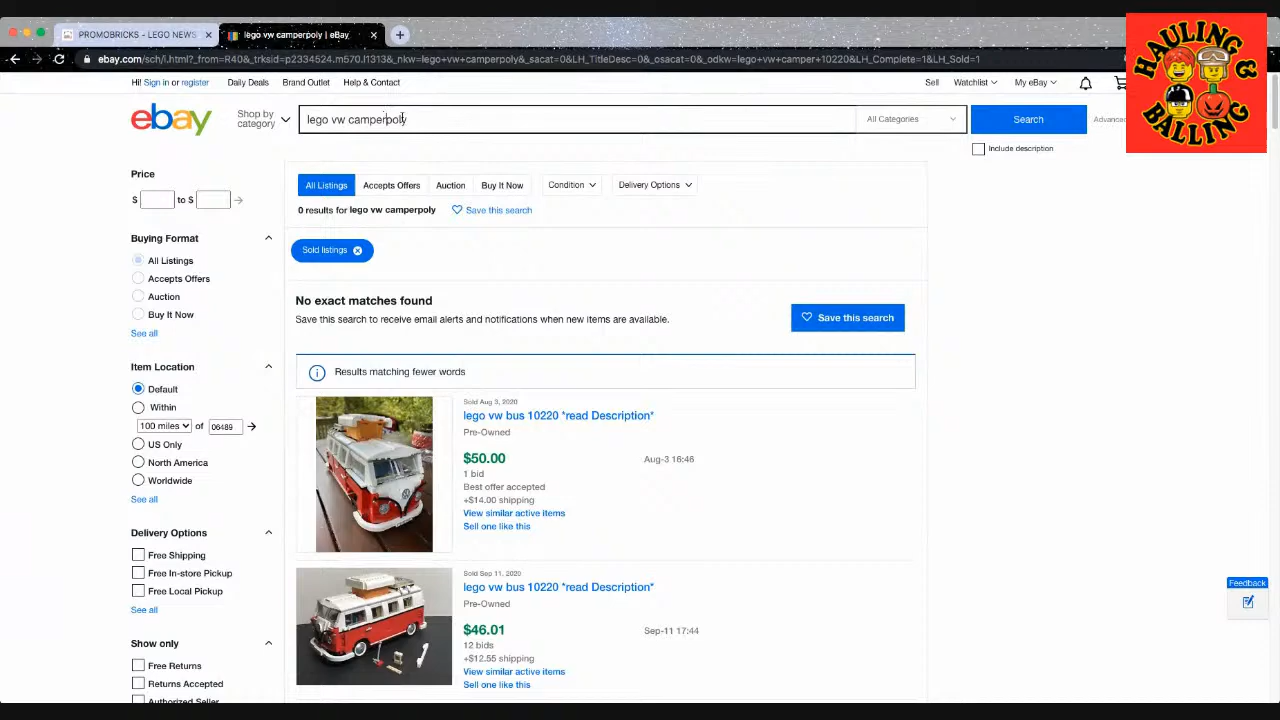 PROMOBRICKS - LEGO NEWS
lego vw camperpoly | eBay
HAULING
BALLING
ebay.com/sch/i.html?_from=R40&_trksid=p2334524.m570.l1313&_nkw=lego+vw+camperpoly&_sacat=0&LH_TitleDesc=0&_osacat=0&_odkw=lego+vw+camper+10220&LH_Complete=1&LH_Sold=1
Hi! Sign in or register
Daily Deals
Brand Outlet
Help & Contact
Sell
Watchlist
My eBay
ebay
Shop by
category
lego vw camperpoly
All Categories
Search
Advanced
Include description
Price
$ to $
All Listings
Accepts Offers
Auction
Buy It Now
Condition
Delivery Options
0 results for lego vw camperpoly
Save this search
Sold listings
Buying Format
All Listings
Accepts Offers
Auction
Buy It Now
See all
No exact matches found
Save this search to receive email alerts and notifications when new items are available.
Save this search
Results matching fewer words
Item Location
Default
Within
100 miles of 06489
US Only
North America
Worldwide
See all
Sold Aug 3, 2020
lego vw bus 10220 *read Description*
Pre-Owned
$50.00
Aug-3 16:46
1 bid
Best offer accepted
+$14.00 shipping
View similar active items
Sell one like this
Delivery Options
Free Shipping
Free In-store Pickup
Free Local Pickup
See all
Sold Sep 11, 2020
lego vw bus 10220 *read Description*
Pre-Owned
$46.01
Sep-11 17:44
12 bids
+$12.55 shipping
View similar active items
Sell one like this
Feedback
Show only
Free Returns
Returns Accepted
Authorized Seller